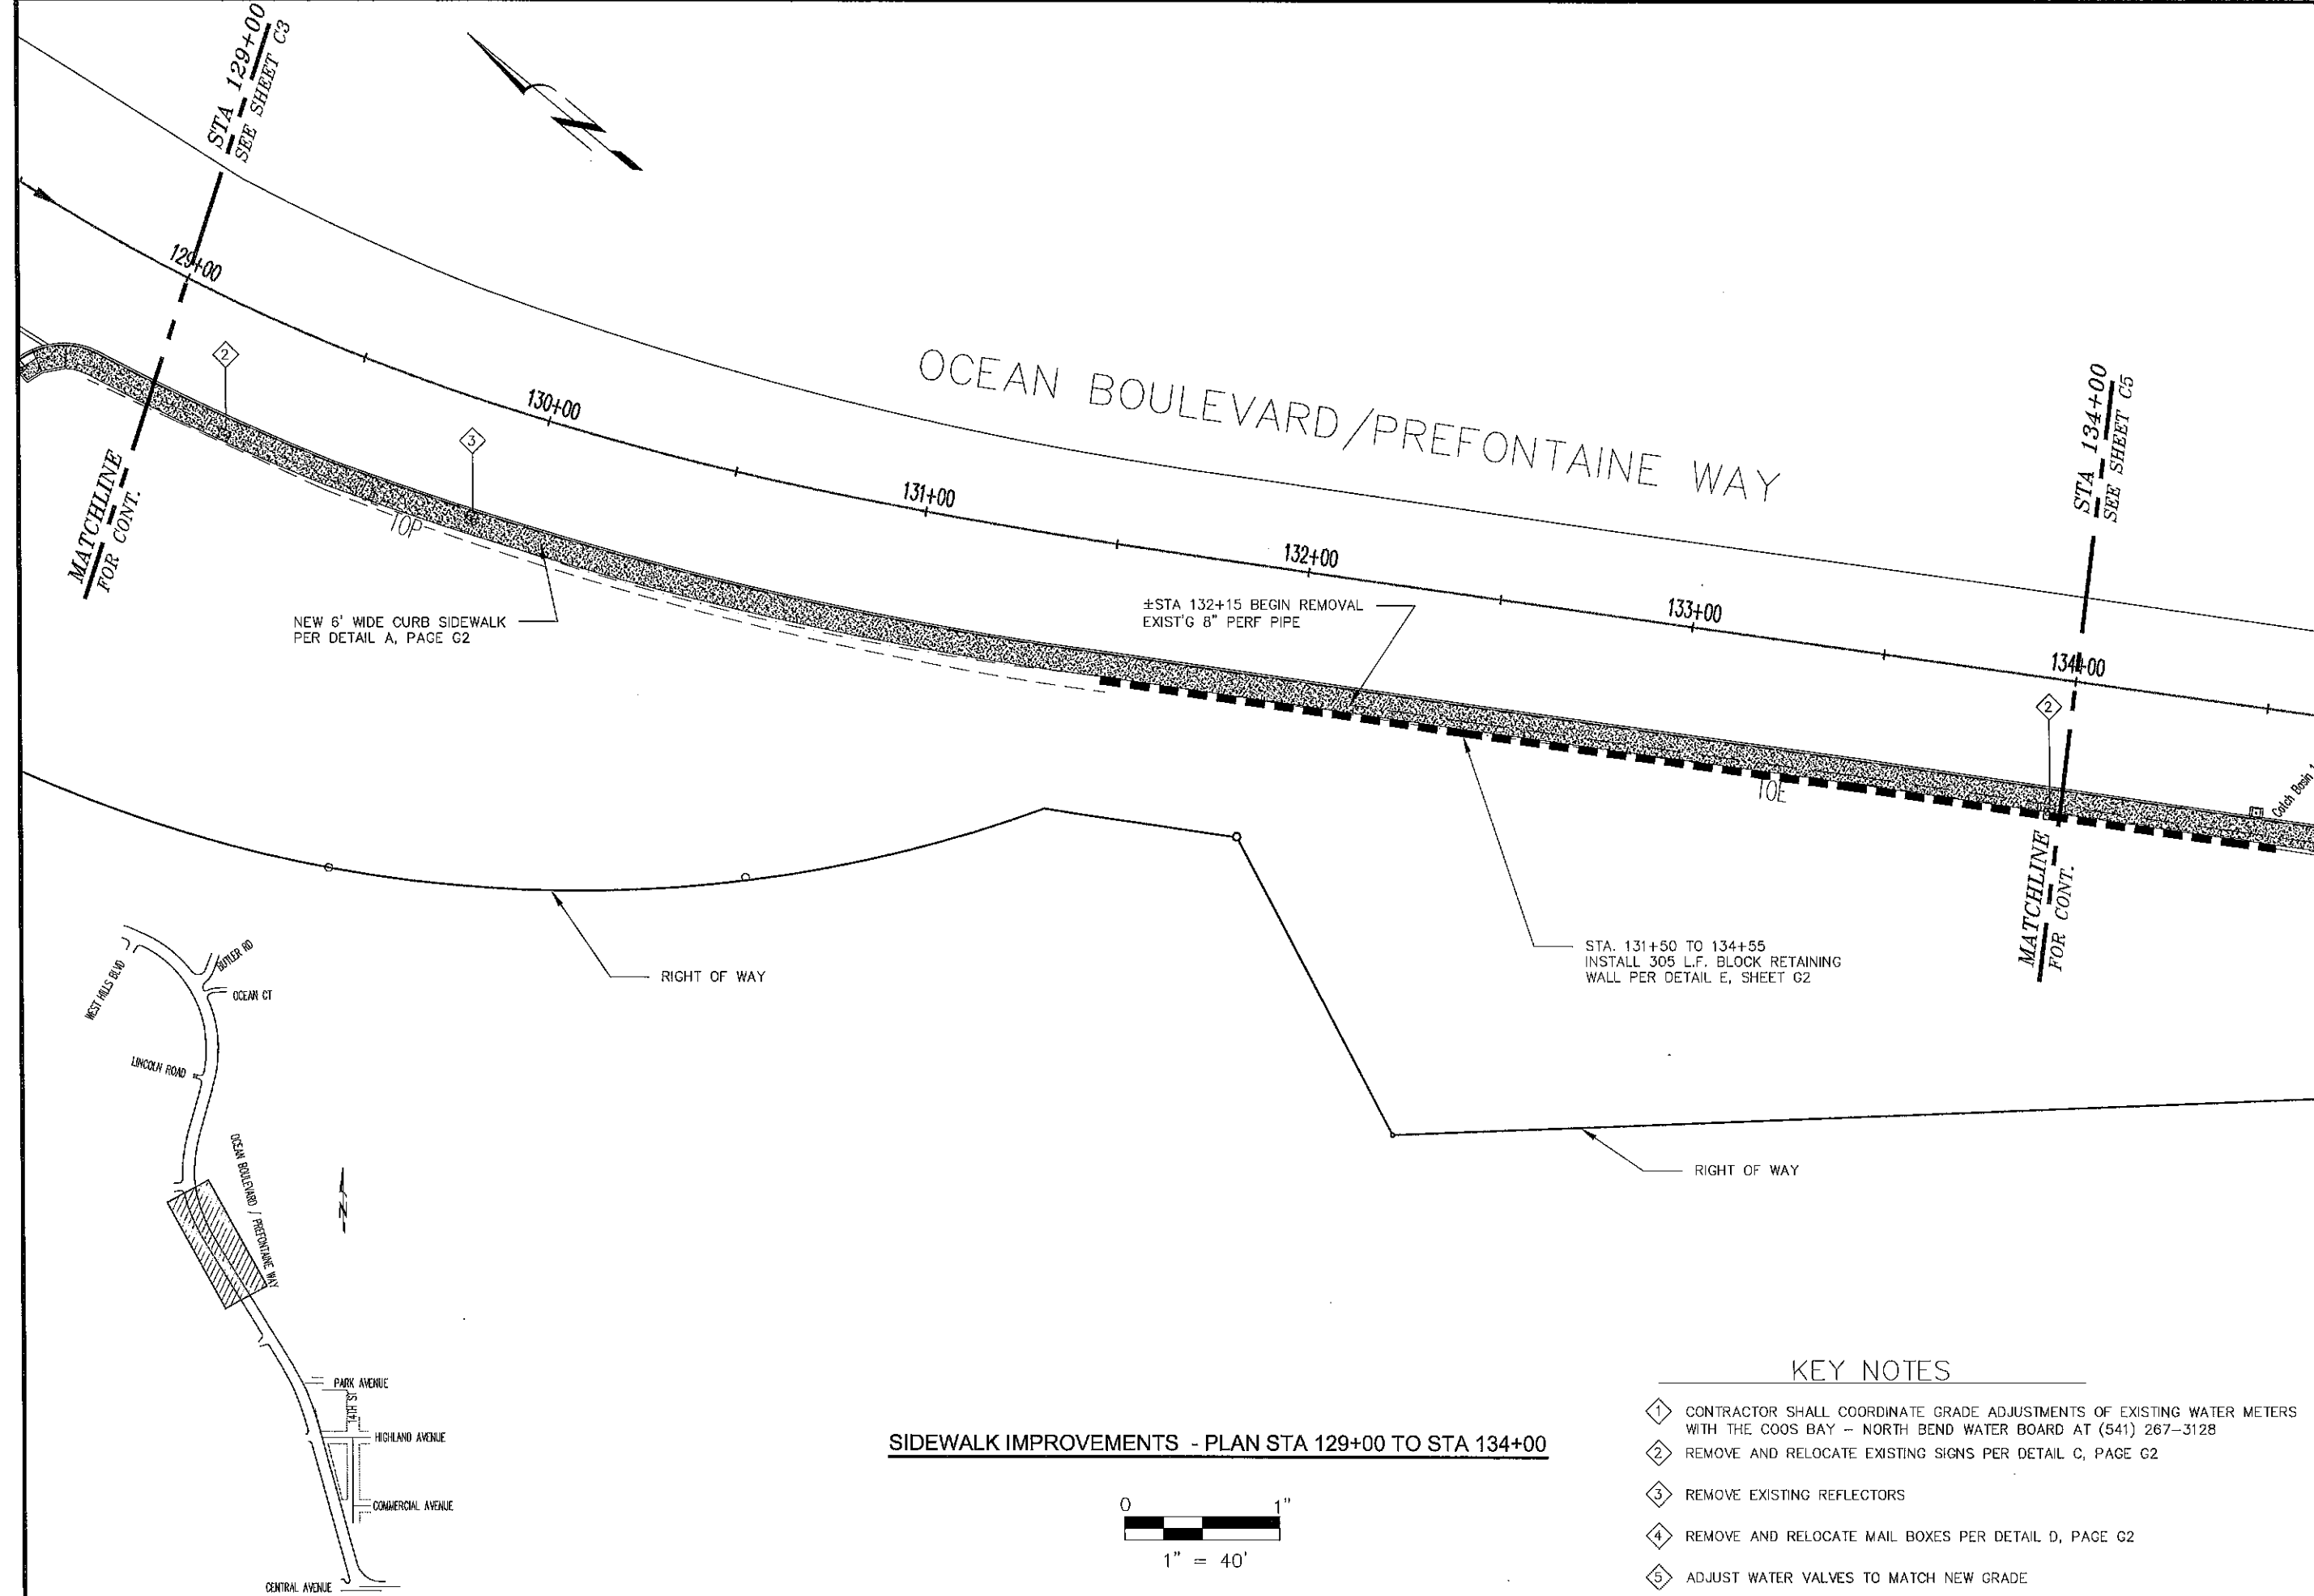 STA 129+00
SEE SHEET C3
129+00
2
130+00
3
131+00
OCEAN BOULEVARD/PREFONTAINE WAY
STA 134+00
SEE SHEET C5
132+00
133+00
134+00
2
MATCHLINE
FOR CONT.
TOP
NEW 6' WIDE CURB SIDEWALK
PER DETAIL A, PAGE G2
±STA 132+15 BEGIN REMOVAL
EXIST'G 8" PERF PIPE
TOE
Catch Basin
MATCHLINE
FOR CONT.
STA. 131+50 TO 134+55
INSTALL 305 L.F. BLOCK RETAINING
WALL PER DETAIL E, SHEET G2
RIGHT OF WAY
RIGHT OF WAY
WEST HILLS BLVD
BUTLER RD
OCEAN CT
LINCOLN ROAD
OCEAN BOULEVARD / PREFONTAINE WAY
N
PARK AVENUE
14TH ST
HIGHLAND AVENUE
COMMERCIAL AVENUE
CENTRAL AVENUE
SIDEWALK IMPROVEMENTS - PLAN STA 129+00 TO STA 134+00
0 1"
1" = 40'
KEY NOTES
1 CONTRACTOR SHALL COORDINATE GRADE ADJUSTMENTS OF EXISTING WATER METERS
WITH THE COOS BAY - NORTH BEND WATER BOARD AT (541) 267-3128
2 REMOVE AND RELOCATE EXISTING SIGNS PER DETAIL C, PAGE G2
3 REMOVE EXISTING REFLECTORS
4 REMOVE AND RELOCATE MAIL BOXES PER DETAIL D, PAGE G2
5 ADJUST WATER VALVES TO MATCH NEW GRADE